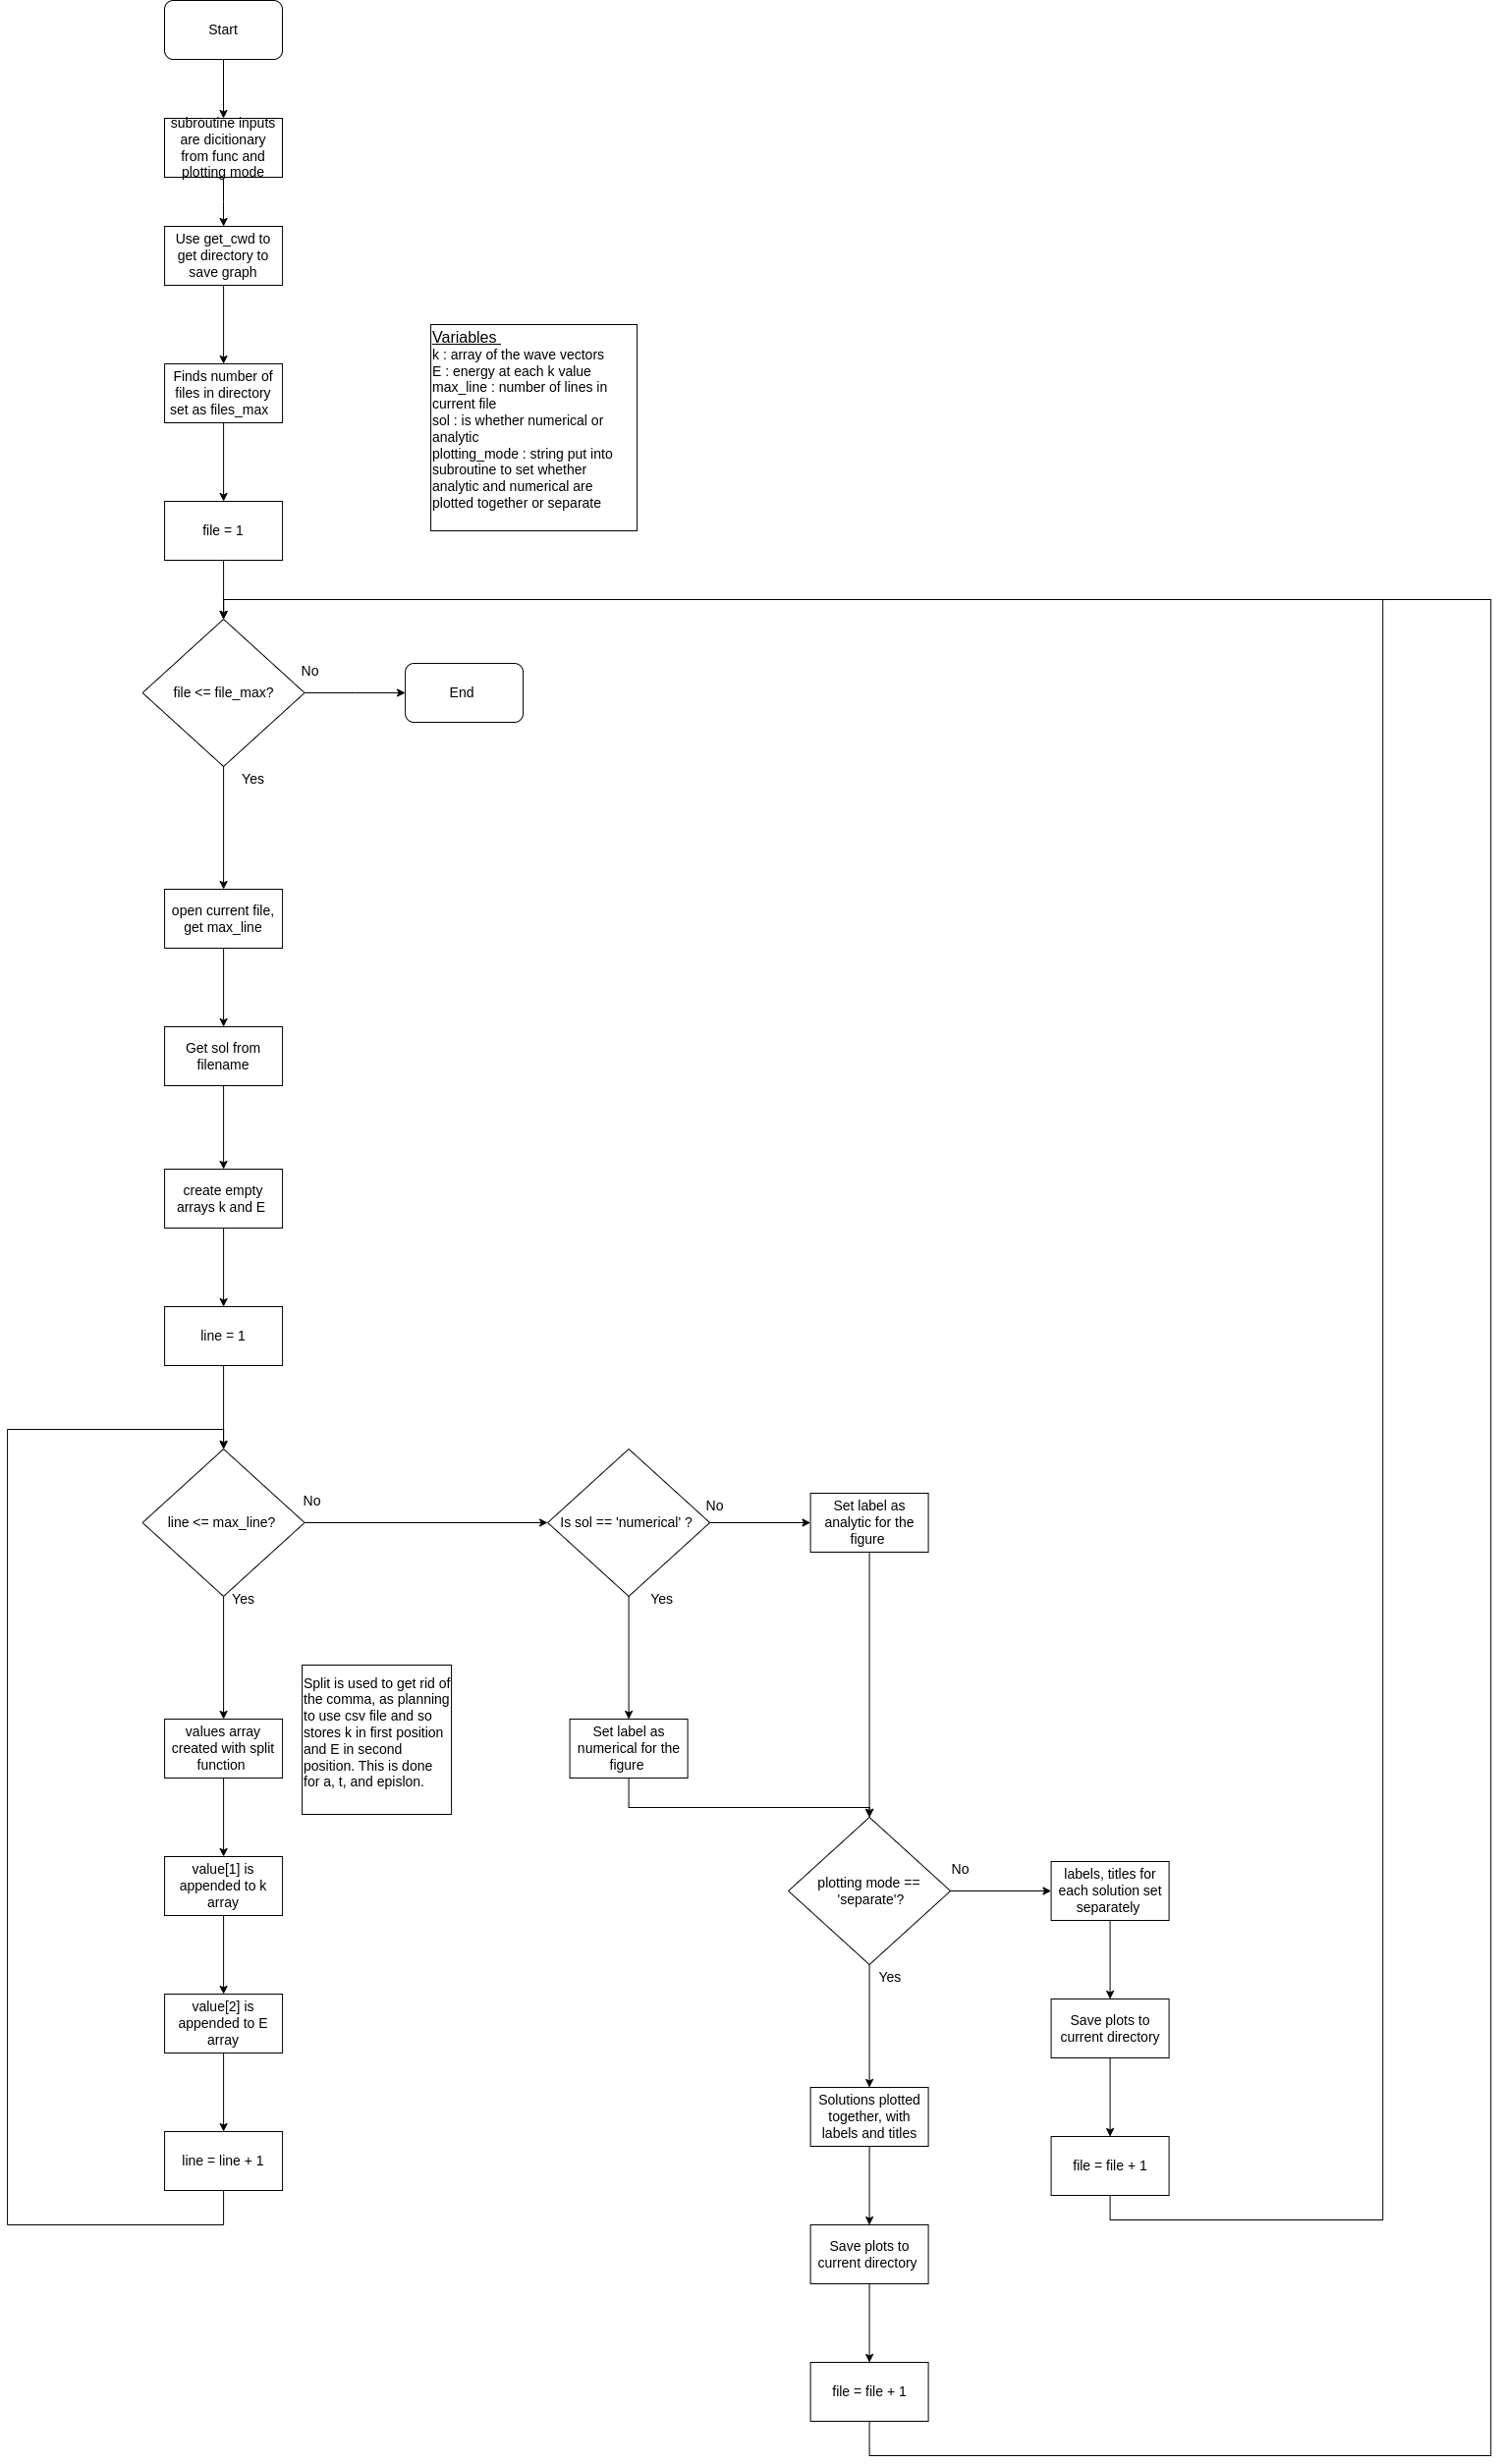 Start
subroutine inputs
are dicitionary
from func and
plotting mode
Use get_cwd to
get directory to
save graph
Variables
k : array of the wave vectors
E : energy at each k value
max_line : number of lines in
current file
sol : is whether numerical or
analytic
plotting_mode : string put into
subroutine to set whether
analytic and numerical are
plotted together or separate
Finds number of
files in directory
set as files_max
file = 1
file <= file_max?
No
End
Yes
open current file,
get max_line
Get sol from
filename
create empty
arrays k and E
line = 1
line <= max_line?
No
Is sol == 'numerical' ?
No
Set label as
analytic for the
figure
Yes
Yes
values array
created with split
function
Split is used to get rid of
the comma, as planning
to use csv file and so
stores k in first position
and E in second
position. This is done
for a, t, and epislon.
Set label as
numerical for the
figure
value[1] is
appended to k
array
plotting mode ==
'separate'?
No
labels, titles for
each solution set
separately
Yes
value[2] is
appended to E
array
Save plots to
current directory
Solutions plotted
together, with
labels and titles
line = line + 1
file = file + 1
Save plots to
current directory
file = file + 1